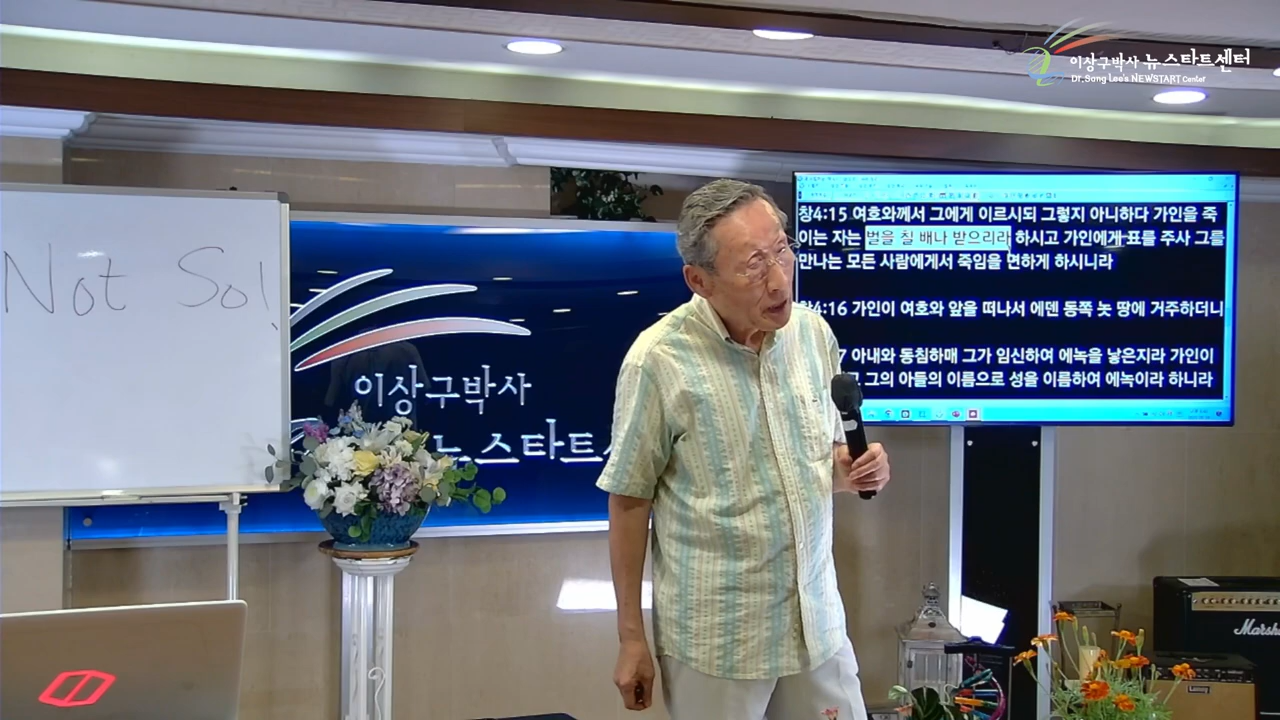 이상구박사 뉴스타트센터
Dr. Sang Lee's NEWSTART Center
Not So!
이상구박사
뉴스타트
창4:15 여호와께서 그에게 이르시되 그렇지 아니하다 가인을 죽
이는 자는 벌을 칠 배나 받으리라 하시고 가인에게 표를 주사 그를
만나는 모든 사람에게서 죽임을 면하게 하시니라
창4:16 가인이 여호와 앞을 떠나서 에덴 동쪽 놋 땅에 거주하더니
7 아내와 동침하매 그가 임신하여 에녹을 낳은지라 가인이
그의 아들의 이름으로 성을 이름하여 에녹이라 하니라
Marsh
Laney